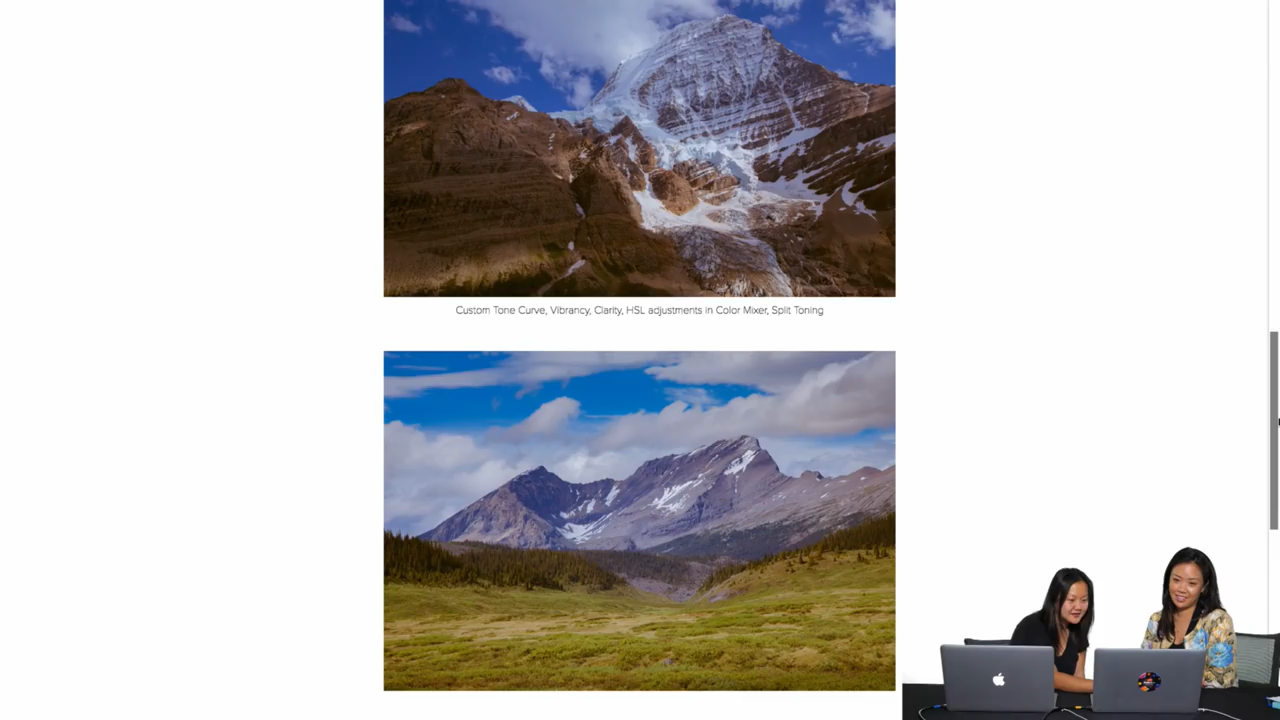 Custom Tone Curve, Vibrancy, Clarity, HSL adjustments in Color Mixer, Split Toning